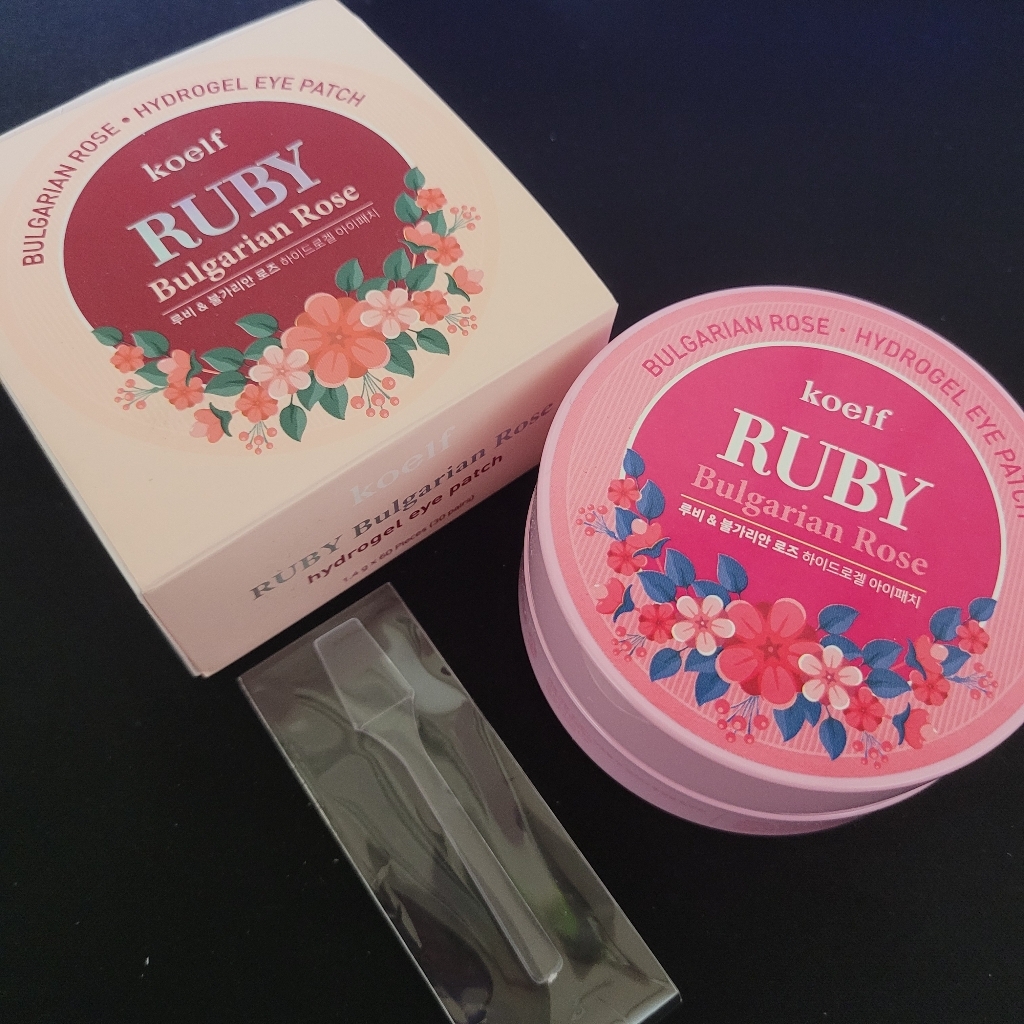 BULGARIAN ROSE • HYDROGEL EYE PATCH
koelf
RUBY
Bulgarian Rose
루비 & 불가리안 로즈 하이드로겔 아이패치
koelf
RUBY Bulgarian Rose
hydrogel eye patch
1.4 g x 60 Pieces (30 pairs)
BULGARIAN ROSE • HYDROGEL EYE PATCH
koelf
RUBY
Bulgarian Rose
루비 & 불가리안 로즈 하이드로겔 아이패치